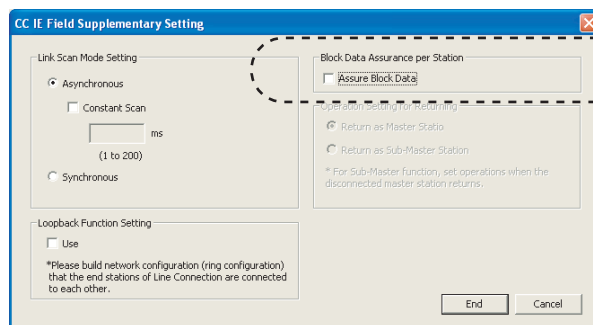 CC IE Field Supplementary Setting
Link Scan Mode Setting
Asynchronous
Constant Scan
ms
(1 to 200)
Synchronous
Loopback Function Setting
Use
*Please build network configuration (ring configuration)
that the end stations of Line Connection are connected
to each other.
Block Data Assurance per Station
Assure Block Data
Operation Setting for Returning
Return as Master Statio
Return as Sub-Master Station
* For Sub-Master function, set operations when the
disconnected master station returns.
End
Cancel